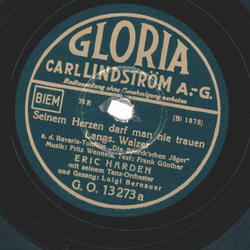 GLORIA
CARL LINDSTRÖM A.-G.
Radiosendung ohne Genehmigung verboten
BIEM
79 R
[Bi 1878]
Seinem Herzen darf man nie trauen
Langs. Walzer
a. d. Bavaria-Tonfilm „Die Sporck'schen Jäger"
Musik: Fritz Wenneis, Text: Frank Günther
ERIC HARDEN
mit seinem Tanz-Orchester
und Gesang: Luigi Bernauer
G. O. 13273a